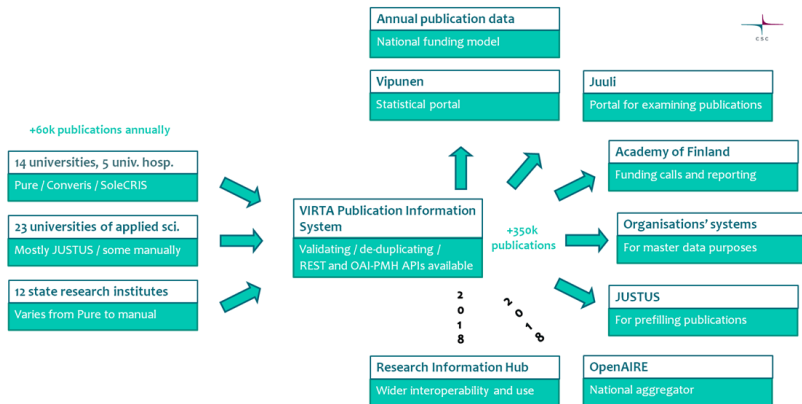 Annual publication data
National funding model
CSC
Vipunen
Statistical portal
Juuli
Portal for examining publications
+60k publications annually
14 universities, 5 univ. hosp.
Pure / Converis / SoleCRIS
23 universities of applied sci.
Mostly JUSTUS / some manually
12 state research institutes
Varies from Pure to manual
VIRTA Publication Information
System
Validating / de-duplicating /
REST and OAI-PMH APIs available
+350k
publications
Academy of Finland
Funding calls and reporting
Organisations' systems
For master data purposes
JUSTUS
For prefilling publications
2018
2018
Research Information Hub
Wider interoperability and use
OpenAIRE
National aggregator